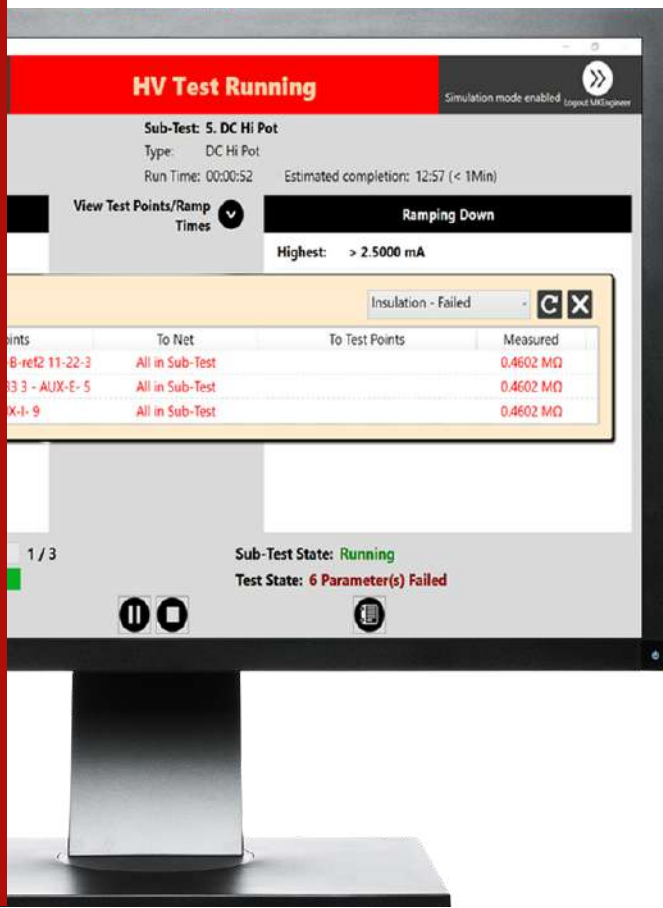 HV Test Running
Simulation mode enabled
Logout MKEngineer
Sub-Test: 5. DC Hi Pot
Type: DC Hi Pot
Run Time: 00:00:52 Estimated completion: 12:57 (< 1Min)
View Test Points/Ramp Times
Ramping Down
Highest: > 2.5000 mA
Insulation - Failed
oints To Net To Test Points Measured
-B-ref2 11-22-3 All in Sub-Test 0.4602 MΩ
3 - AUX-E- 5 All in Sub-Test 0.4602 MΩ
X-I- 9 All in Sub-Test 0.4602 MΩ
1 / 3
Sub-Test State: Running
Test State: 6 Parameter(s) Failed